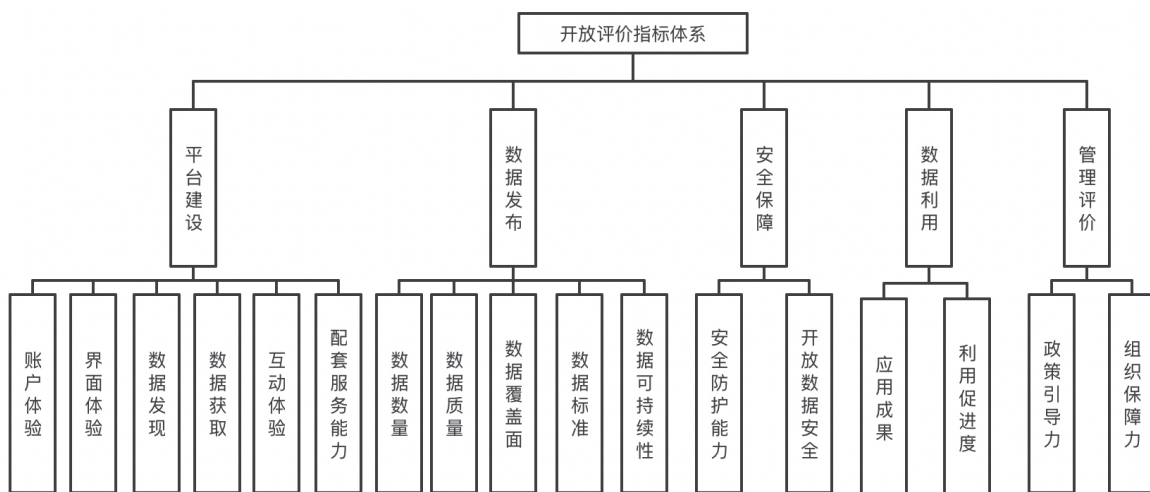 开放评价指标体系
平台建设
数据发布
安全保障
数据利用
管理评价
账户体验
界面体验
数据发现
数据获取
互动体验
配套服务能力
数据数量
数据质量
数据覆盖面
数据标准
数据可持续性
安全防护能力
开放数据安全
应用成果
利用促进度
政策引导力
组织保障力